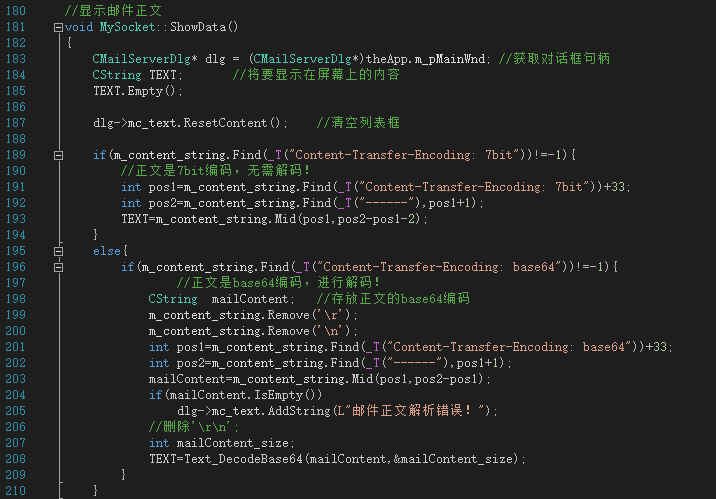 180 //显示邮件正文
181 void MySocket::ShowData()
182 {
183 CMailServerDlg* dlg = (CMailServerDlg*)theApp.m_pMainWnd; //获取对话框句柄
184 CString TEXT; //将要显示在屏幕上的内容
185 TEXT.Empty();
186
187 dlg->mc_text.ResetContent(); //清空列表框
188
189 if(m_content_string.Find(_T("Content-Transfer-Encoding: 7bit"))!=-1){
190 //正文是7bit编码，无需解码！
191 int pos1=m_content_string.Find(_T("Content-Transfer-Encoding: 7bit"))+33;
192 int pos2=m_content_string.Find(_T("------"),pos1+1);
193 TEXT=m_content_string.Mid(pos1,pos2-pos1-2);
194 }
195 else{
196 if(m_content_string.Find(_T("Content-Transfer-Encoding: base64"))!=-1){
197 //正文是base64编码，进行解码！
198 CString mailContent; //存放正文的base64编码
199 m_content_string.Remove('\r');
200 m_content_string.Remove('\n');
201 int pos1=m_content_string.Find(_T("Content-Transfer-Encoding: base64"))+33;
202 int pos2=m_content_string.Find(_T("------"),pos1+1);
203 mailContent=m_content_string.Mid(pos1,pos2-pos1);
204 if(mailContent.IsEmpty())
205 dlg->mc_text.AddString(L"邮件正文解析错误！");
206 //删除'\r\n';
207 int mailContent_size;
208 TEXT=Text_DecodeBase64(mailContent,&mailContent_size);
209 }
210 }